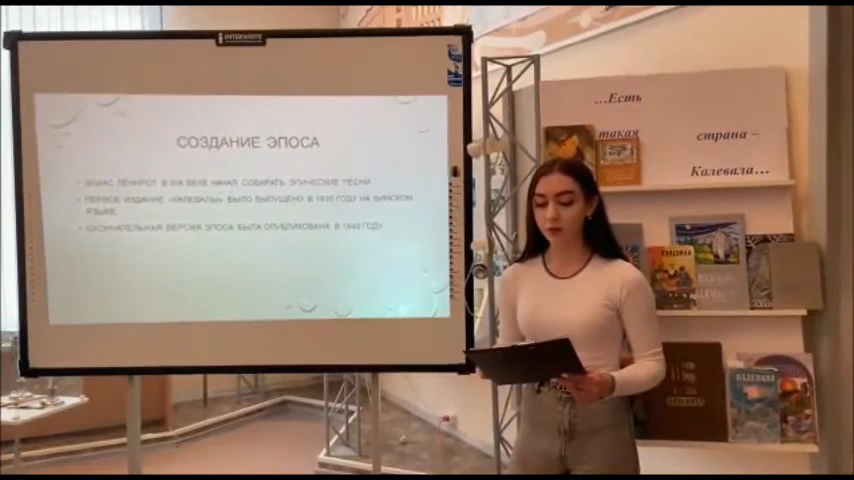 INTERWRITE
СОЗДАНИЕ ЭПОСА
• ЭЛИАС ЛЁННРОТ В XIX ВЕКЕ НАЧАЛ СОБИРАТЬ ЭПИЧЕСКИЕ ПЕСНИ
• ПЕРВОЕ ИЗДАНИЕ «КАЛЕВАЛЫ» БЫЛО ВЫПУЩЕНО В 1835 ГОДУ НА ФИНСКОМ
ЯЗЫКЕ
• ОКОНЧАТЕЛЬНАЯ ВЕРСИЯ ЭПОСА БЫЛА ОПУБЛИКОВАНА В 1849 ГОДУ
...Есть
такая
страна –
Калевала...
КАЛЕВАЛА